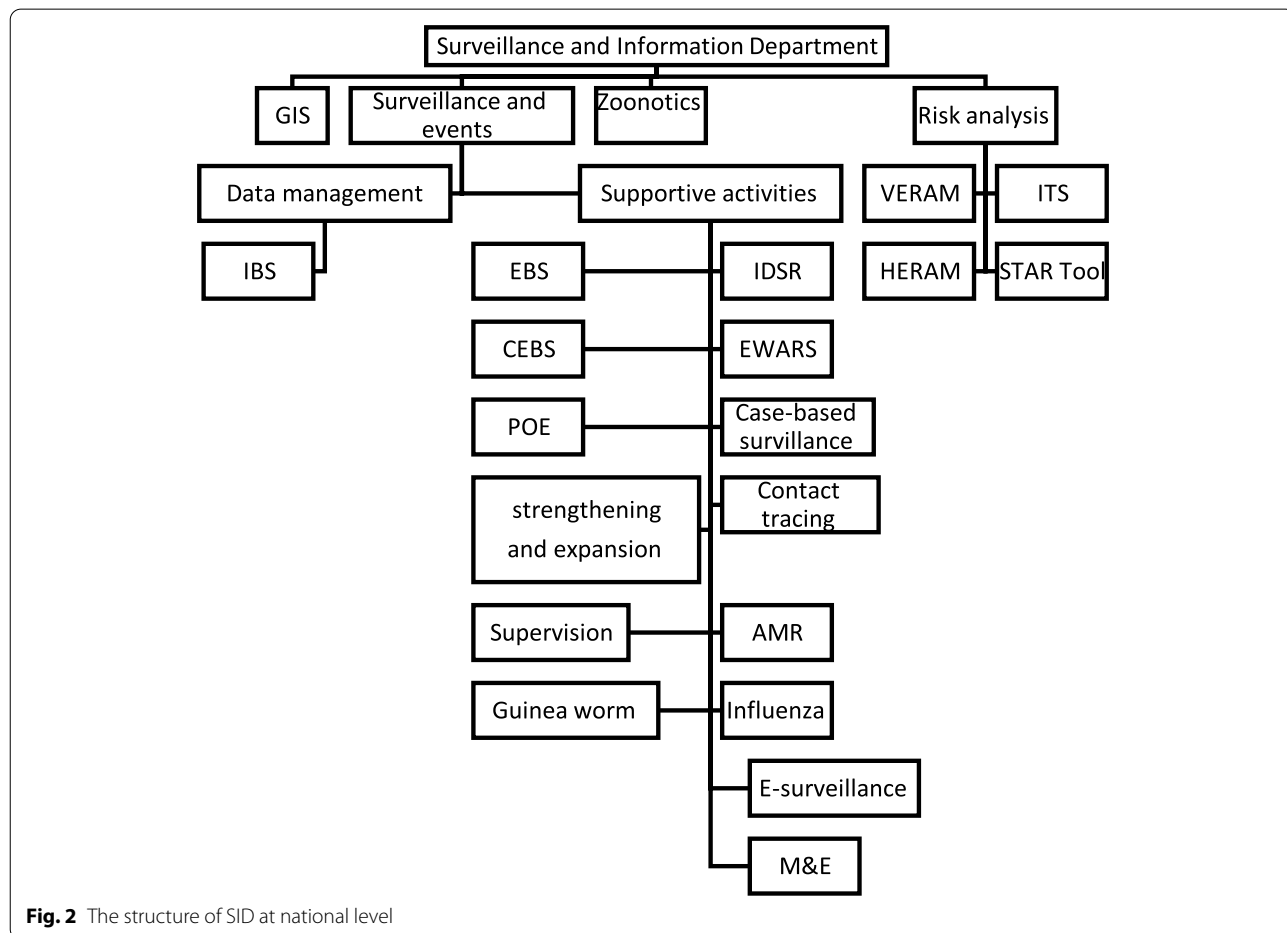 Surveillance and Information Department
GIS
Surveillance and
events
Zoonotics
Risk analysis
Data management
Supportive activities
VERAM
ITS
IBS
EBS
IDSR
HERAM
STAR Tool
CEBS
EWARS
POE
Case-based
survillance
strengthening
and expansion
Contact
tracing
Supervision
AMR
Guinea worm
Influenza
E-surveillance
M&E
Fig. 2 The structure of SID at national level